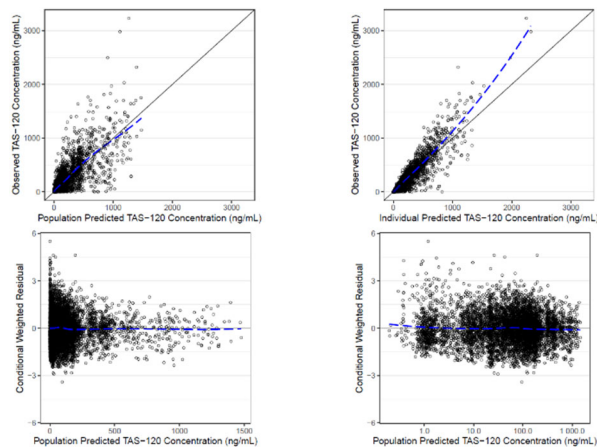 Observed TAS-120 Concentration (ng/mL)
3000
2000
1000
0
0 1000 2000 3000
Population Predicted TAS-120 Concentration (ng/mL)
Observed TAS-120 Concentration (ng/mL)
3000
2000
1000
0
0 1000 2000 3000
Individual Predicted TAS-120 Concentration (ng/mL)
Conditional Weighted Residual
6
3
0
-3
-6
0 500 1000 1500
Population Predicted TAS-120 Concentration (ng/mL)
Conditional Weighted Residual
6
3
0
-3
-6
1.0 10.0 100.0 1 000.0
Population Predicted TAS-120 Concentration (ng/mL)